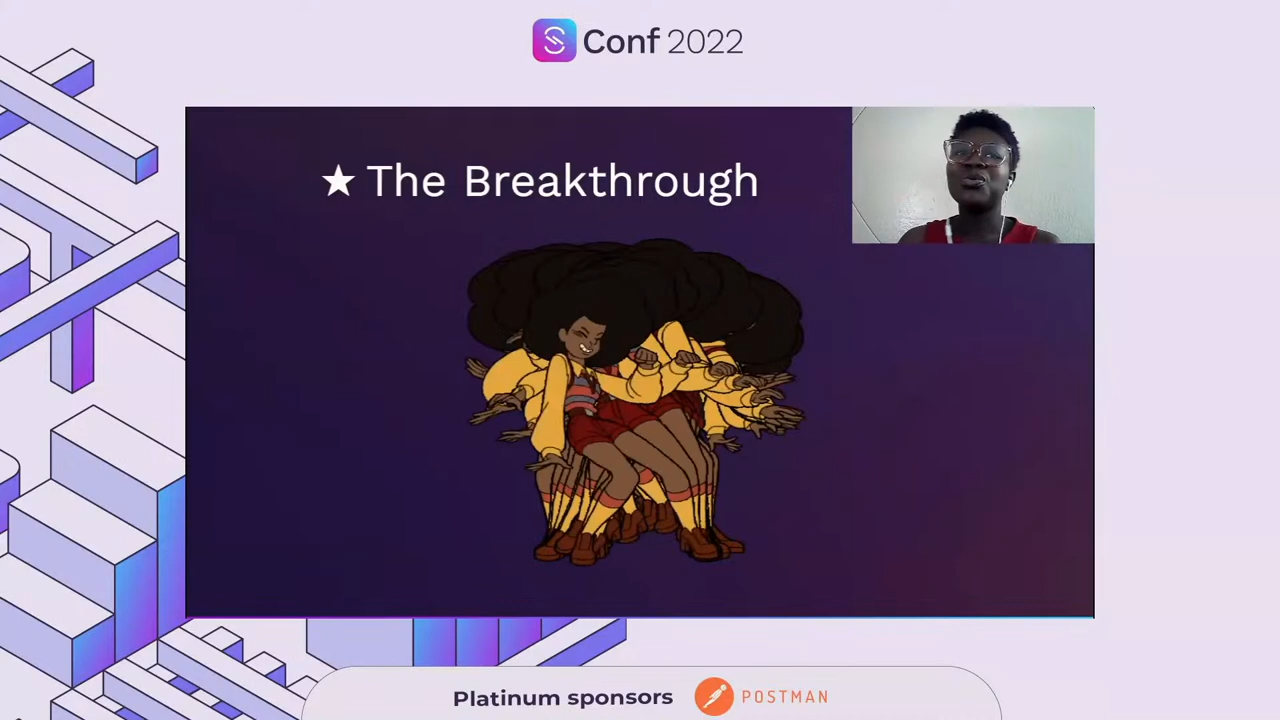 Conf 2022
★ The Breakthrough
Platinum sponsors
POSTMAN